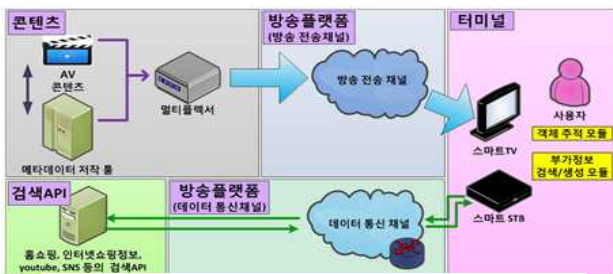 콘텐츠
AV
콘텐츠
메타데이터 저작 툴
멀티플렉서
방송플랫폼
(방송 전송채널)
방송 전송 채널
터미널
사용자
스마트TV
객체 추적 모듈
부가정보
검색/생성 모듈
스마트 STB
검색API
홈쇼핑, 인터넷쇼핑정보,
youtube, SNS 등의 검색API
방송플랫폼
(데이터 통신채널)
데이터 통신 채널